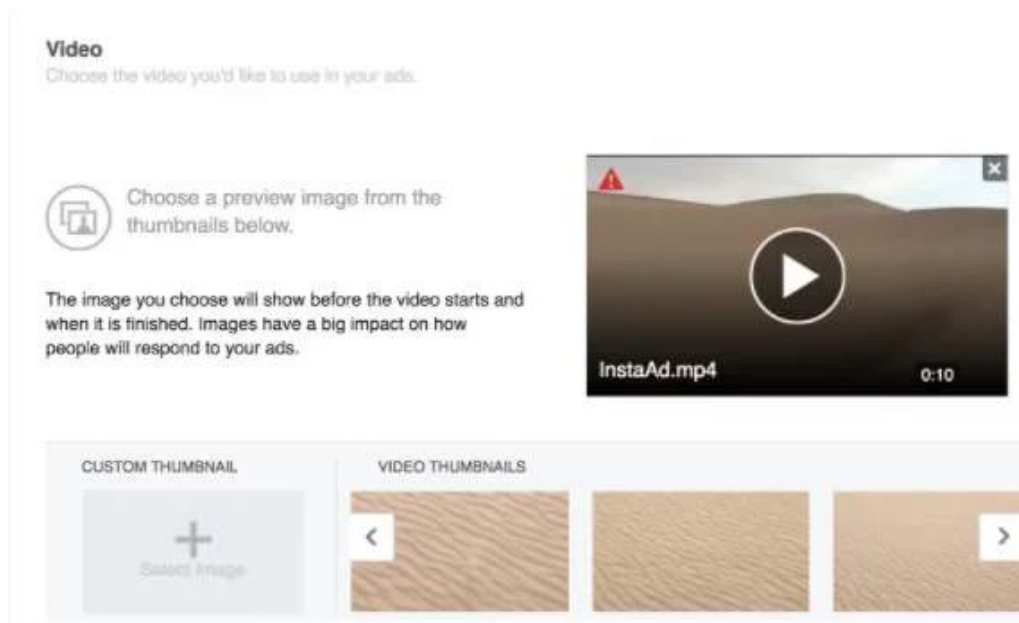 Video
Choose the video you'd like to use in your ads.
Choose a preview image from the
thumbnails below.
The image you choose will show before the video starts and
when it is finished. Images have a big impact on how
people will respond to your ads.
InstaAd.mp4
0:10
CUSTOM THUMBNAIL
VIDEO THUMBNAILS
Select Image